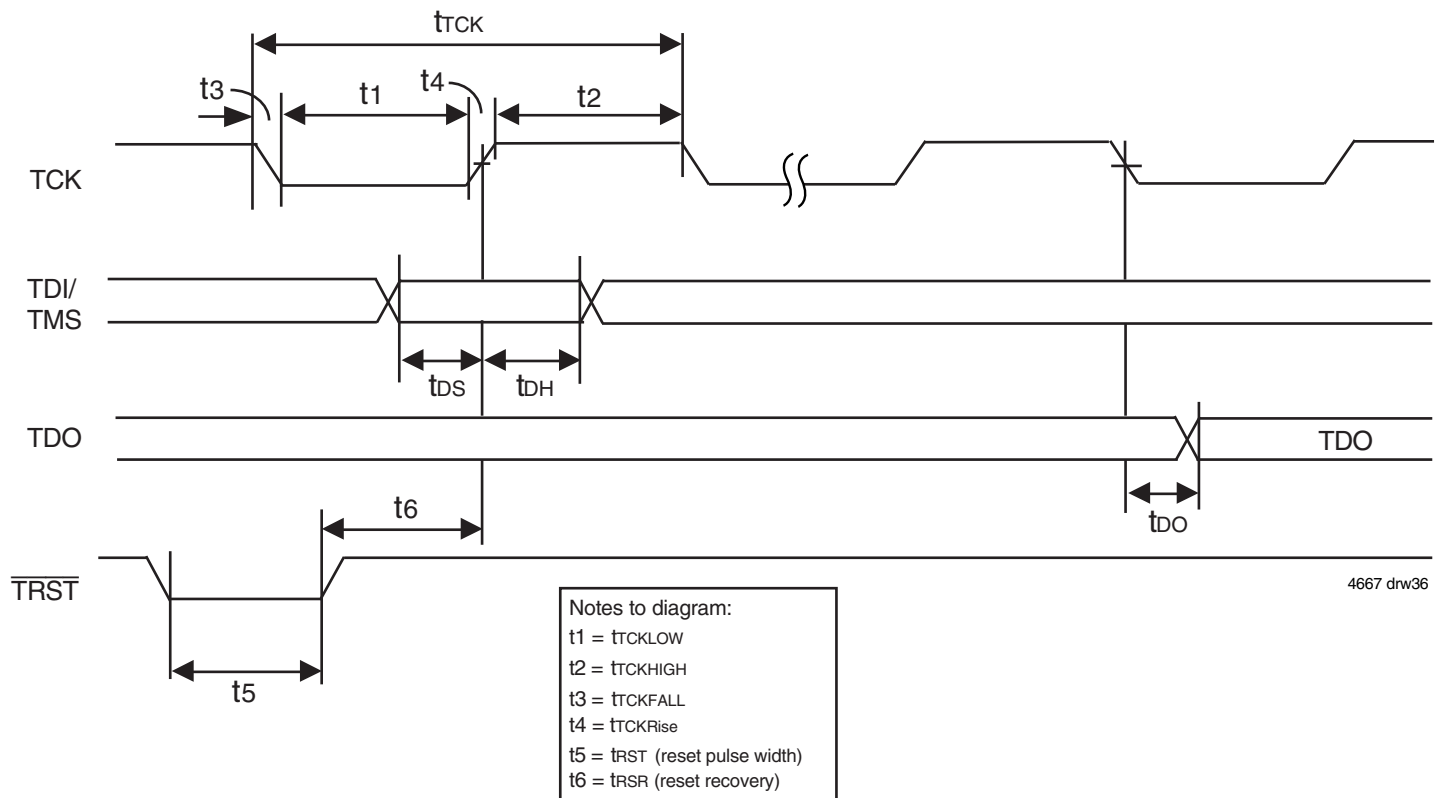 tTCK
t3
t1
t4
t2
TCK
TDI/
TMS
tDS
tDH
TDO
TDO
t6
tDO
TRST
4667 drw36
t5
Notes to diagram:
t1 = tTCKLOW
t2 = tTCKHIGH
t3 = tTCKFALL
t4 = tTCKRise
t5 = tRST (reset pulse width)
t6 = tRSR (reset recovery)